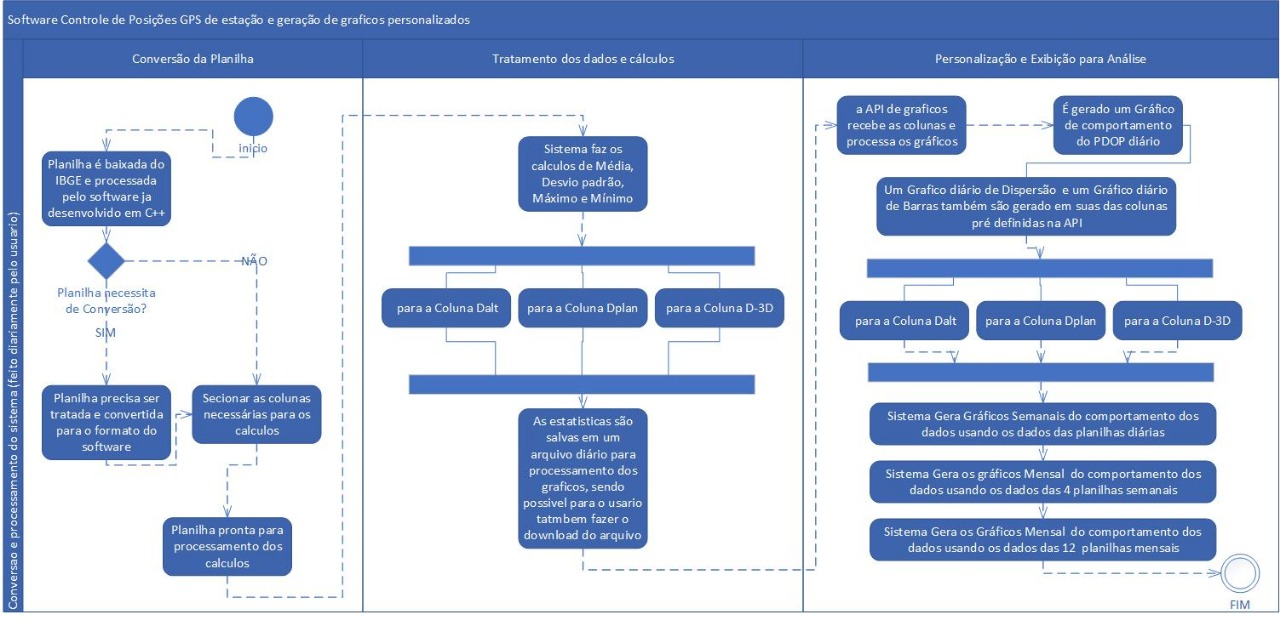 Software Controle de Posições GPS de estação e geração de graficos personalizados
Conversão da Planilha
Tratamento dos dados e cálculos
Personalização e Exibição para Análise
Conversao e processamento do sistema (feito diariamente pelo usuario)
inicio
Planilha é baixada do
IBGE e processada
pelo software ja
desenvolvido em C++
NÃO
Planilha necessita
de Conversão?
SIM
Planilha precisa ser
tratada e convertida
para o formato do
software
Secionar as colunas
necessárias para os
calculos
Planilha pronta para
processamento dos
calculos
Sistema faz os
calculos de Média,
Desvio padrão,
Máximo e Mínimo
para a Coluna Dalt
para a Coluna Dplan
para a Coluna D-3D
As estatisticas são
salvas em um
arquivo diário para
processamento dos
graficos, sendo
possivel para o usario
tatmbem fazer o
download do arquivo
a API de graficos
recebe as colunas e
processa os gráficos
É gerado um Gráfico
de comportamento
do PDOP diário
Um Grafico diário de Dispersão e um Gráfico diário
de Barras também são gerado em suas das colunas
pré definidas na API
para a Coluna Dalt
para a Coluna Dplan
para a Coluna D-3D
Sistema Gera Gráficos Semanais do comportamento dos
dados usando os dados das planilhas diárias
Sistema Gera os gráficos Mensal do comportamento dos
dados usando os dados das 4 planilhas semanais
Sistema Gera os Gráficos Mensal do comportamento dos
dados usando os dados das 12 planilhas mensais
FIM